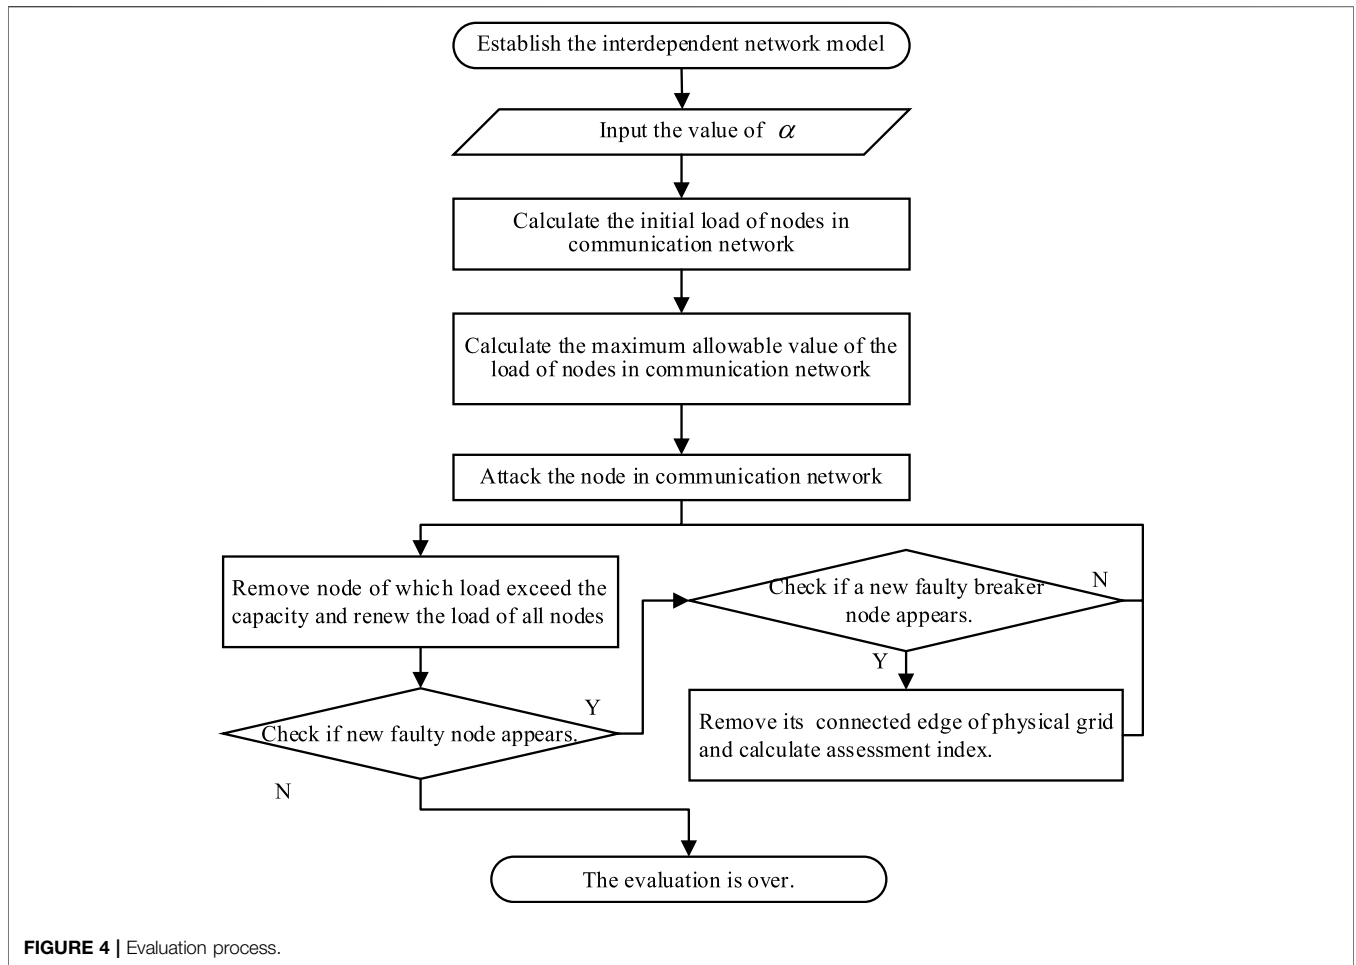 Establish the interdependent network model
Input the value of α
Calculate the initial load of nodes in
communication network
Calculate the maximum allowable value of the
load of nodes in communication network
Attack the node in communication network
Remove node of which load exceed the
capacity and renew the load of all nodes
Check if a new faulty breaker
node appears.
N
Y
Check if new faulty node appears.
Y
N
Remove its connected edge of physical grid
and calculate assessment index.
The evaluation is over.
FIGURE 4 | Evaluation process.